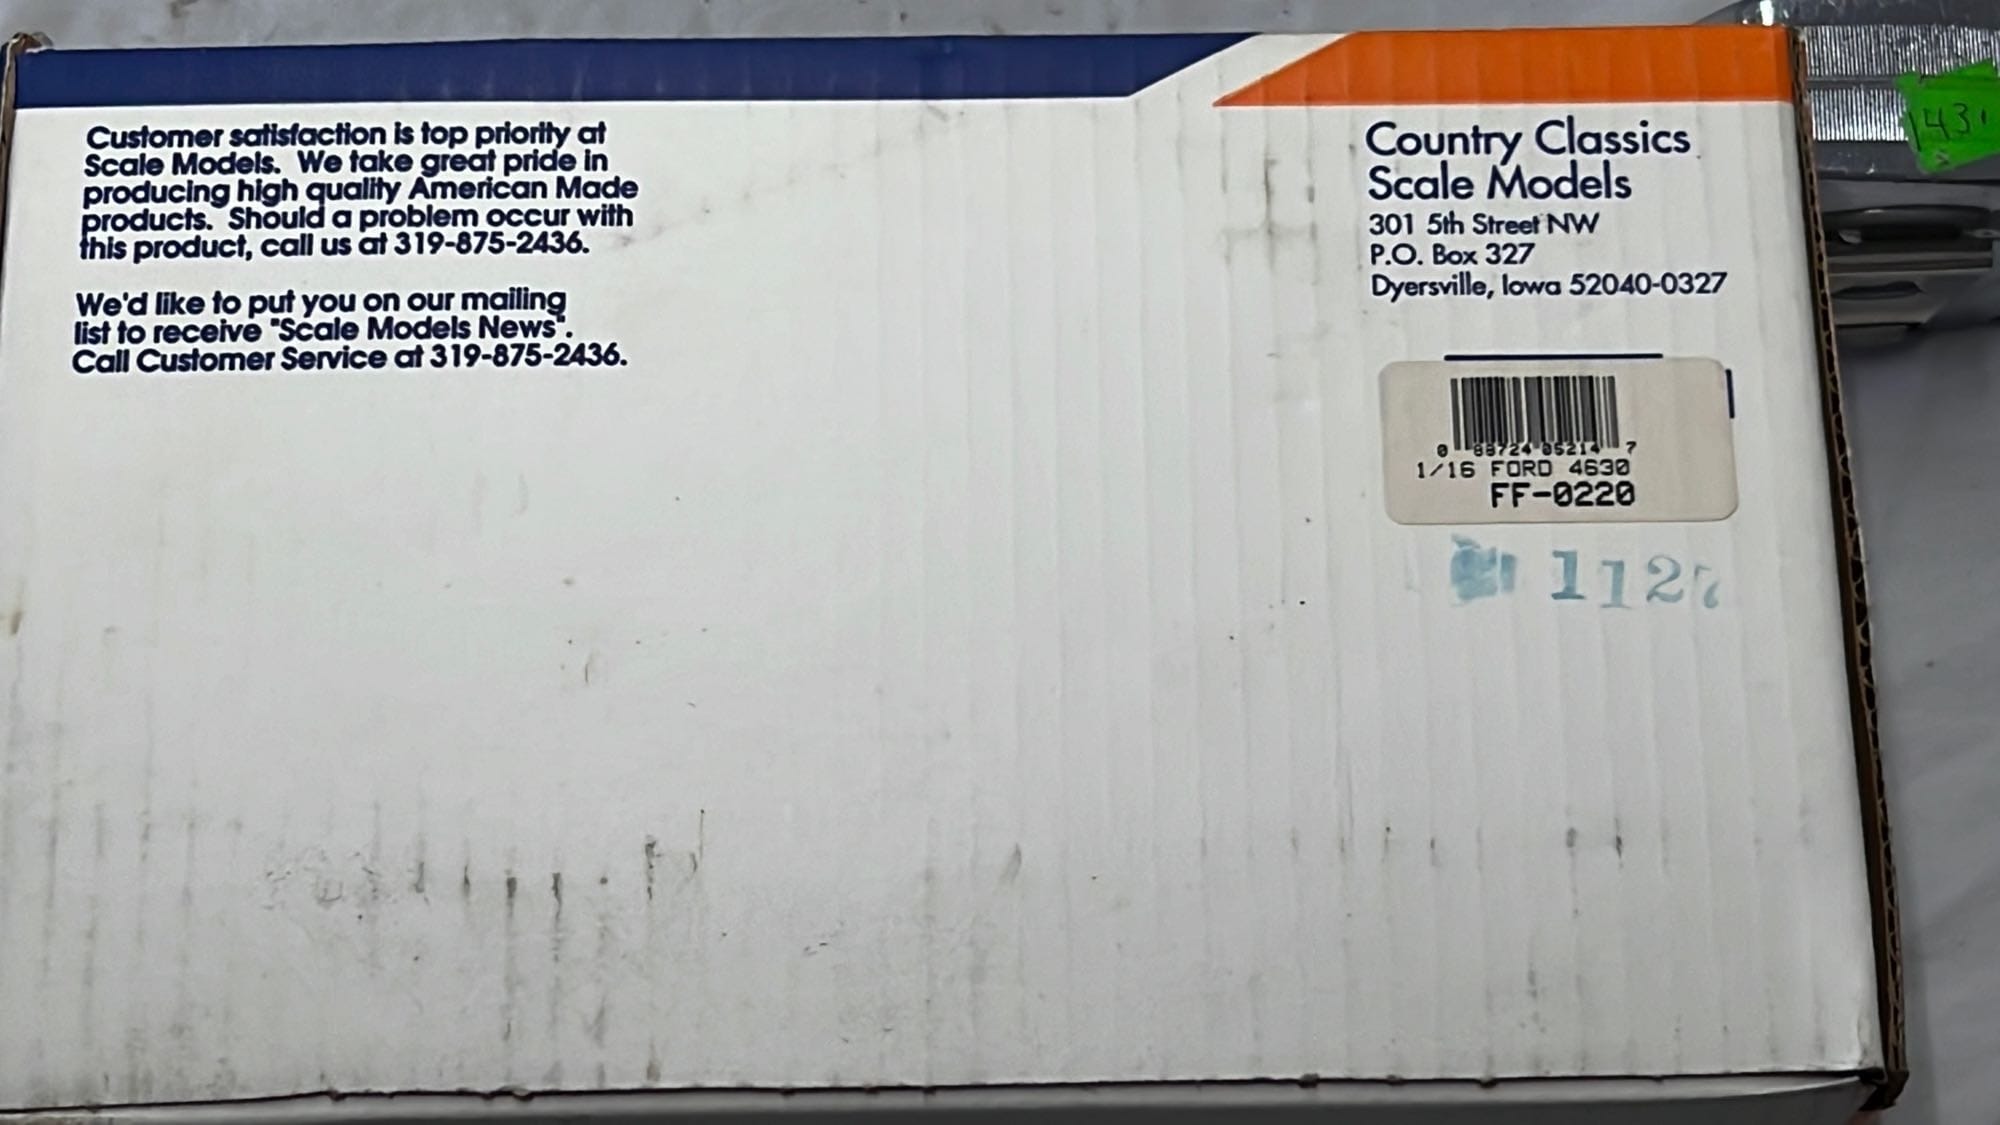 Customer satisfaction is top priority at
Scale Models. We take great pride in
producing high quality American Made
products. Should a problem occur with
this product, call us at 319-875-2436.
We'd like to put you on our mailing
list to receive "Scale Models News".
Call Customer Service at 319-875-2436.
Country Classics
Scale Models
301 5th Street NW
P.O. Box 327
Dyersville, Iowa 52040-0327
0 88724 05214 7
1/16 FORD 4630
FF-0220